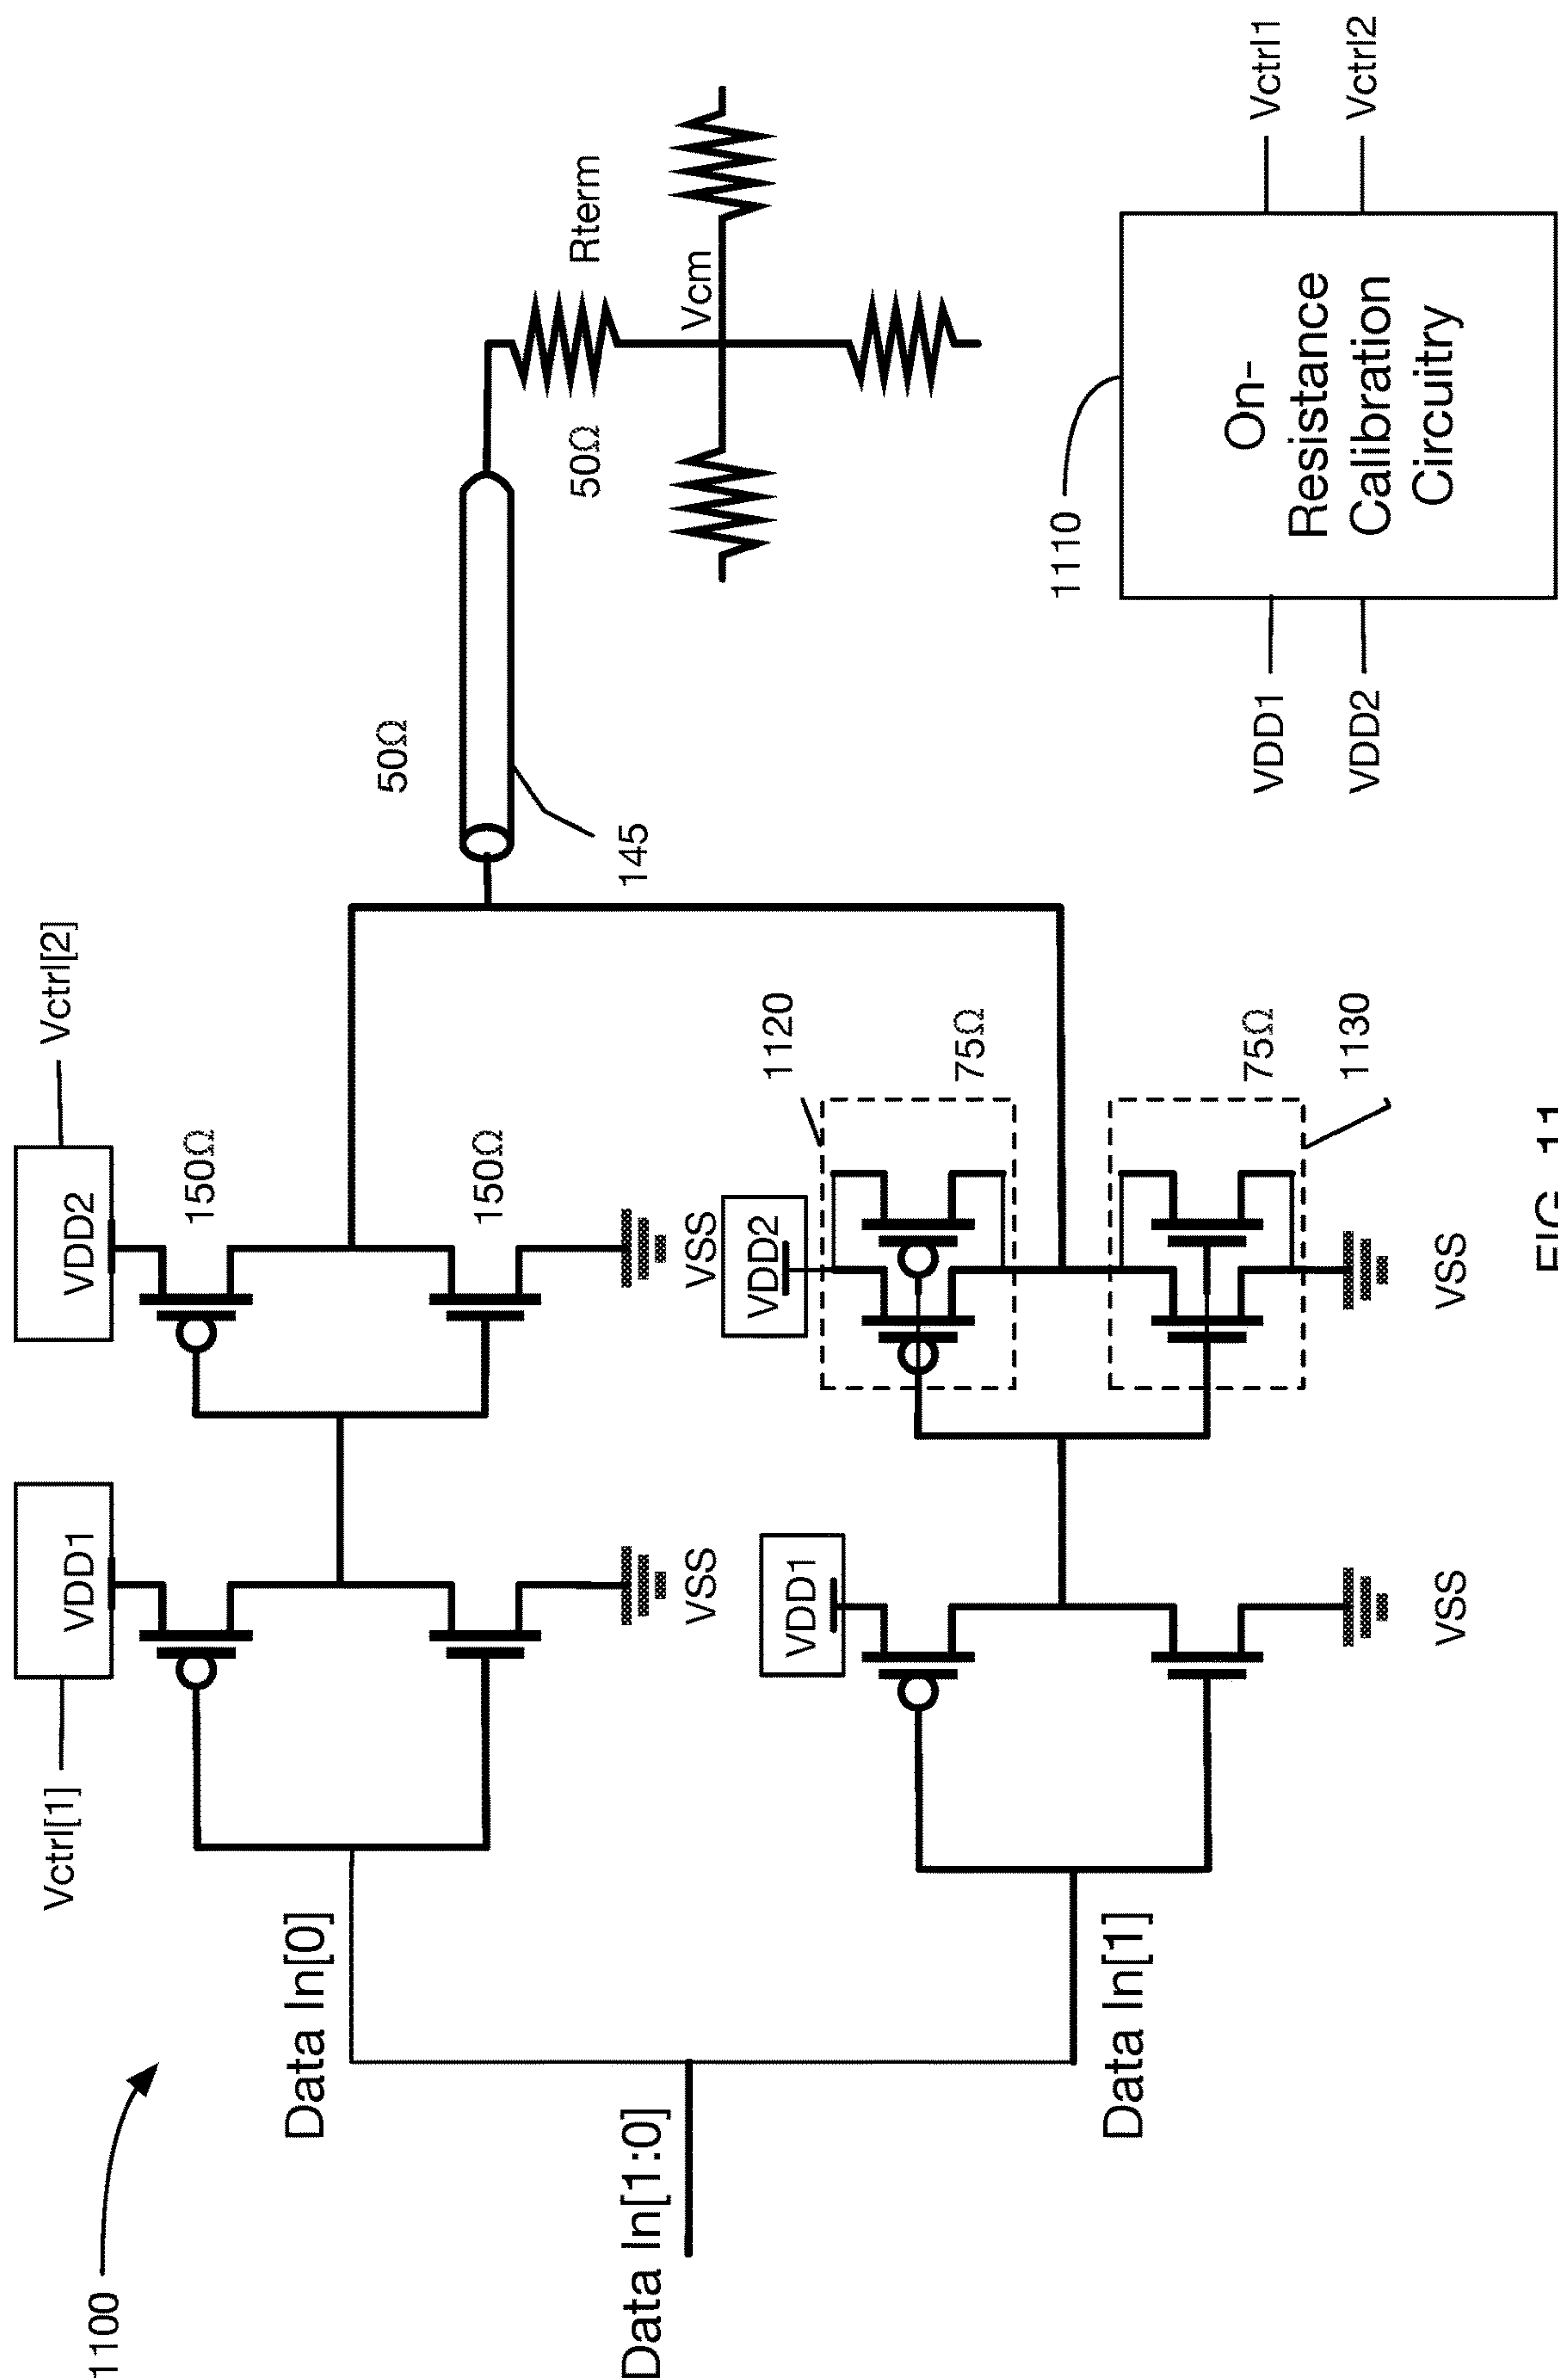 Vctrl[1]
VDD1
VDD2
Vctrl[2]
1100
150Ω
Data In[0]
50Ω
150Ω
50Ω
Rterm
Data In[1:0]
145
VSS
VSS
Vcm
VDD1
VDD2
1120
75Ω
1110
Data In[1]
75Ω
1130
VDD1
VDD2
On-
Resistance
Calibration
Circuitry
Vctrl1
Vctrl2
VSS
VSS
FIG. 11